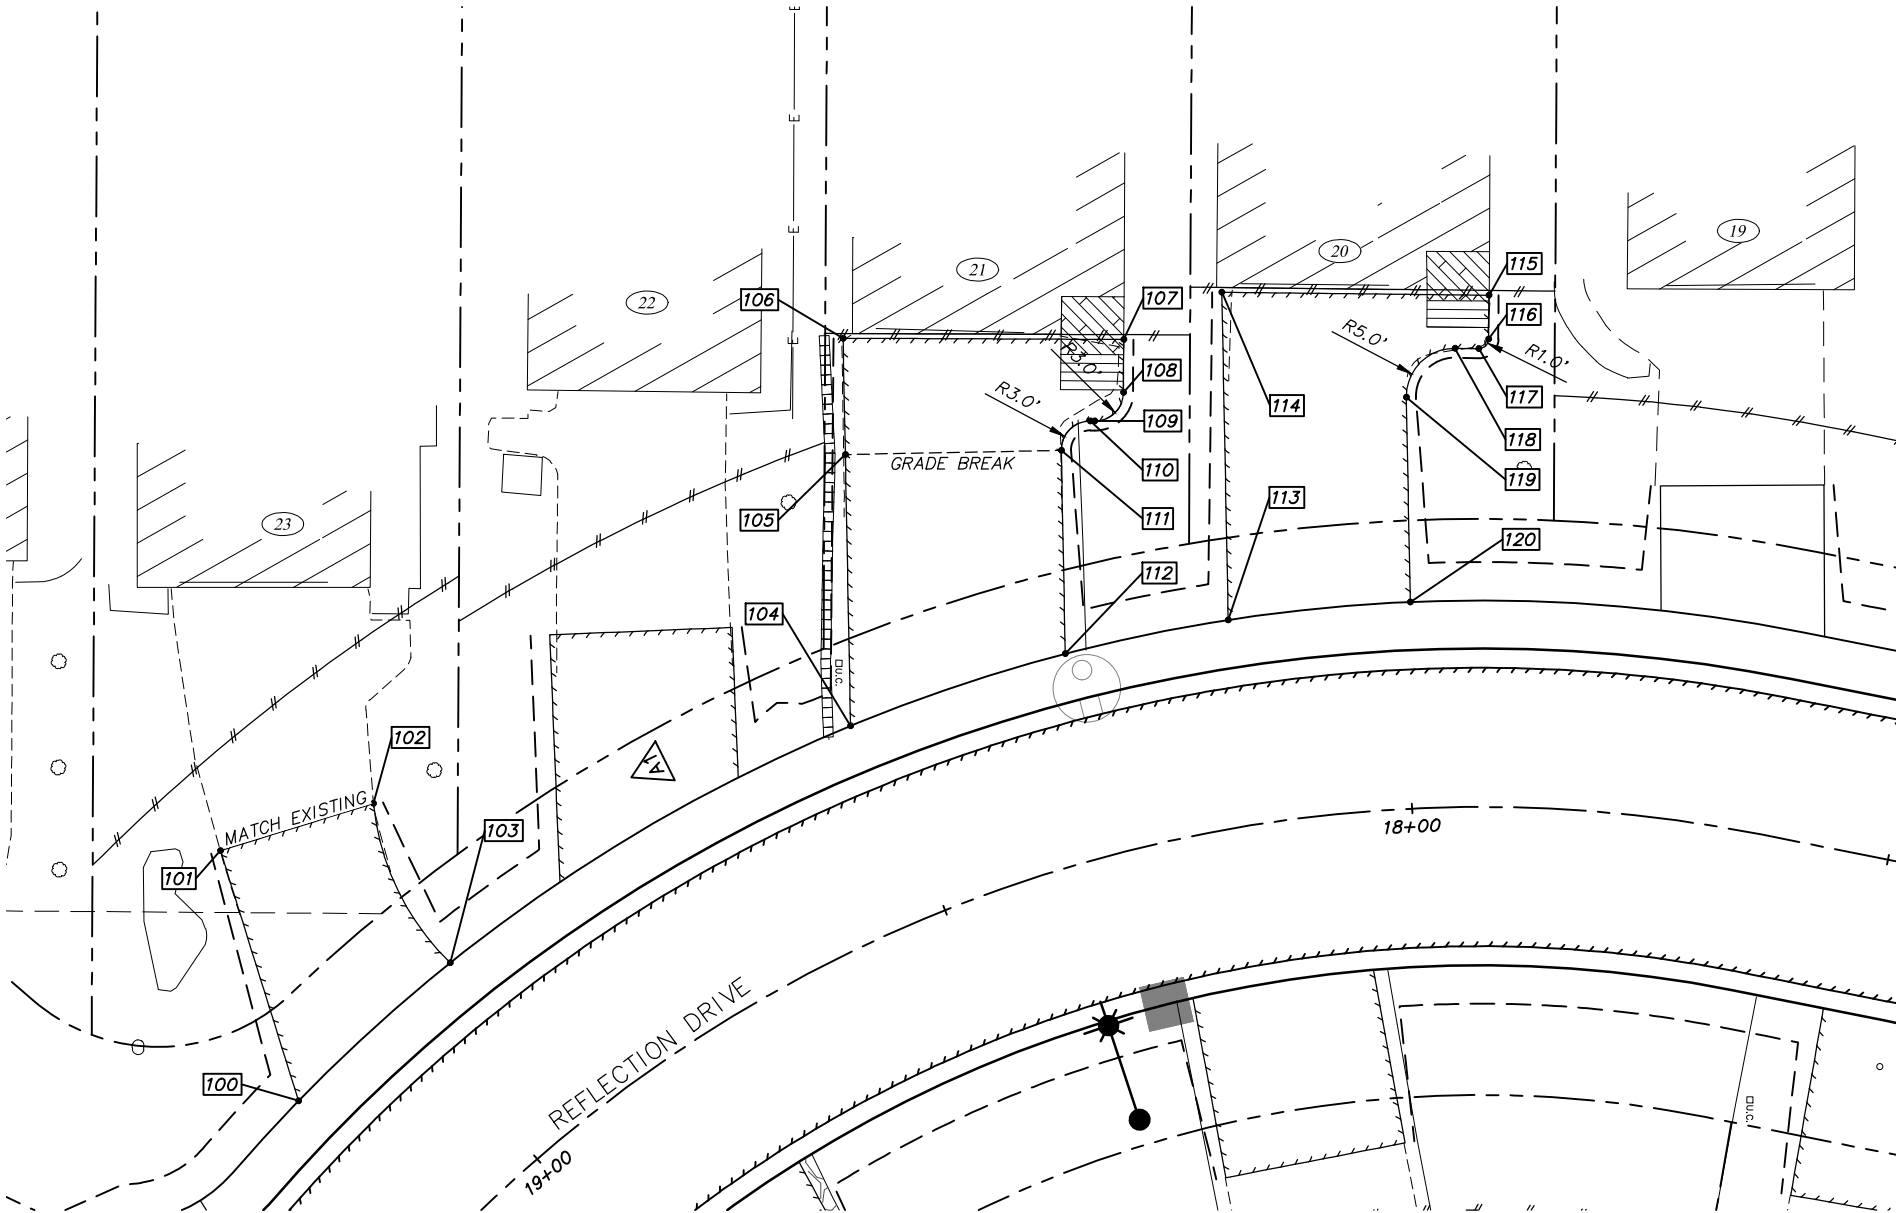 19
20
115
21
107
106
22
116
R5.0'
R3.0'
R1.0'
108
R3.0'
117
114
109
118
GRADE BREAK
110
119
113
105
111
23
120
112
104
□U.C.
102
A1
MATCH EXISTING
103
18+00
101
REFLECTION DRIVE
100
□U.C.
19+00